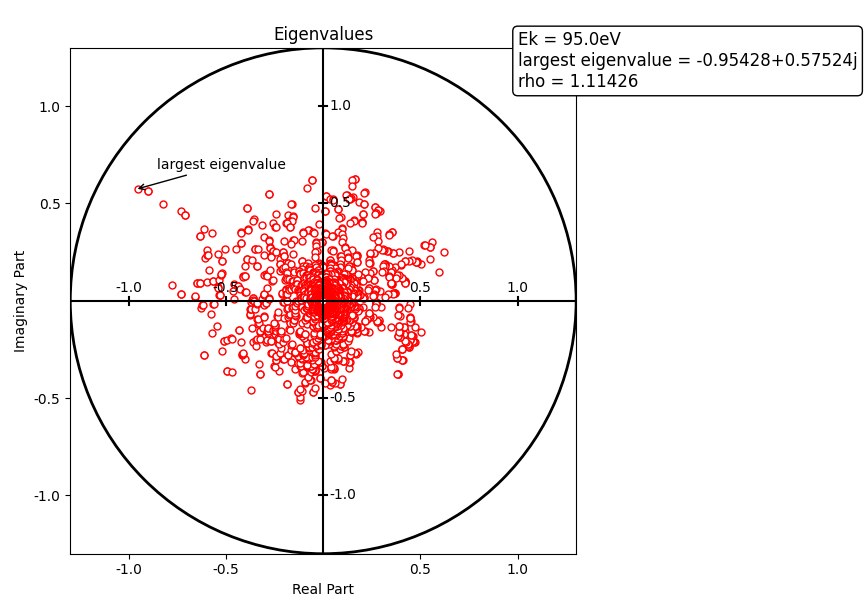 Eigenvalues
Ek = 95.0eV
largest eigenvalue = -0.95428+0.57524j
rho = 1.11426
1.0
1.0
largest eigenvalue
0.5
0.5
-1.0
-0.5
0.5
1.0
Imaginary Part
-0.5
-0.5
-1.0
-1.0
-1.0
-0.5
0.5
1.0
Real Part